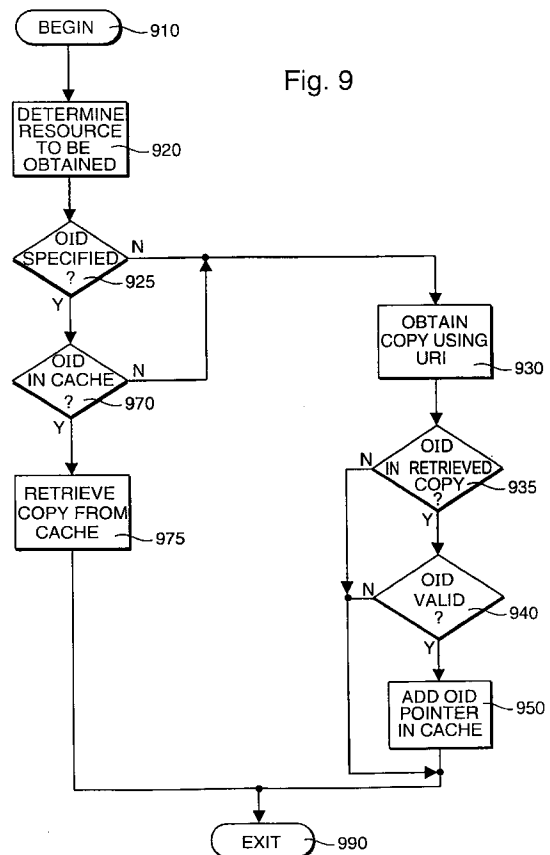 BEGIN
910
Fig. 9
DETERMINE
RESOURCE
TO BE
OBTAINED
920
OID
SPECIFIED
?
925
N
Y
OID
IN CACHE
?
970
N
Y
RETRIEVE
COPY FROM
CACHE
975
OBTAIN
COPY USING
URI
930
OID
IN RETRIEVED
COPY
?
935
N
Y
OID
VALID
?
940
N
Y
ADD OID
POINTER
IN CACHE
950
EXIT
990